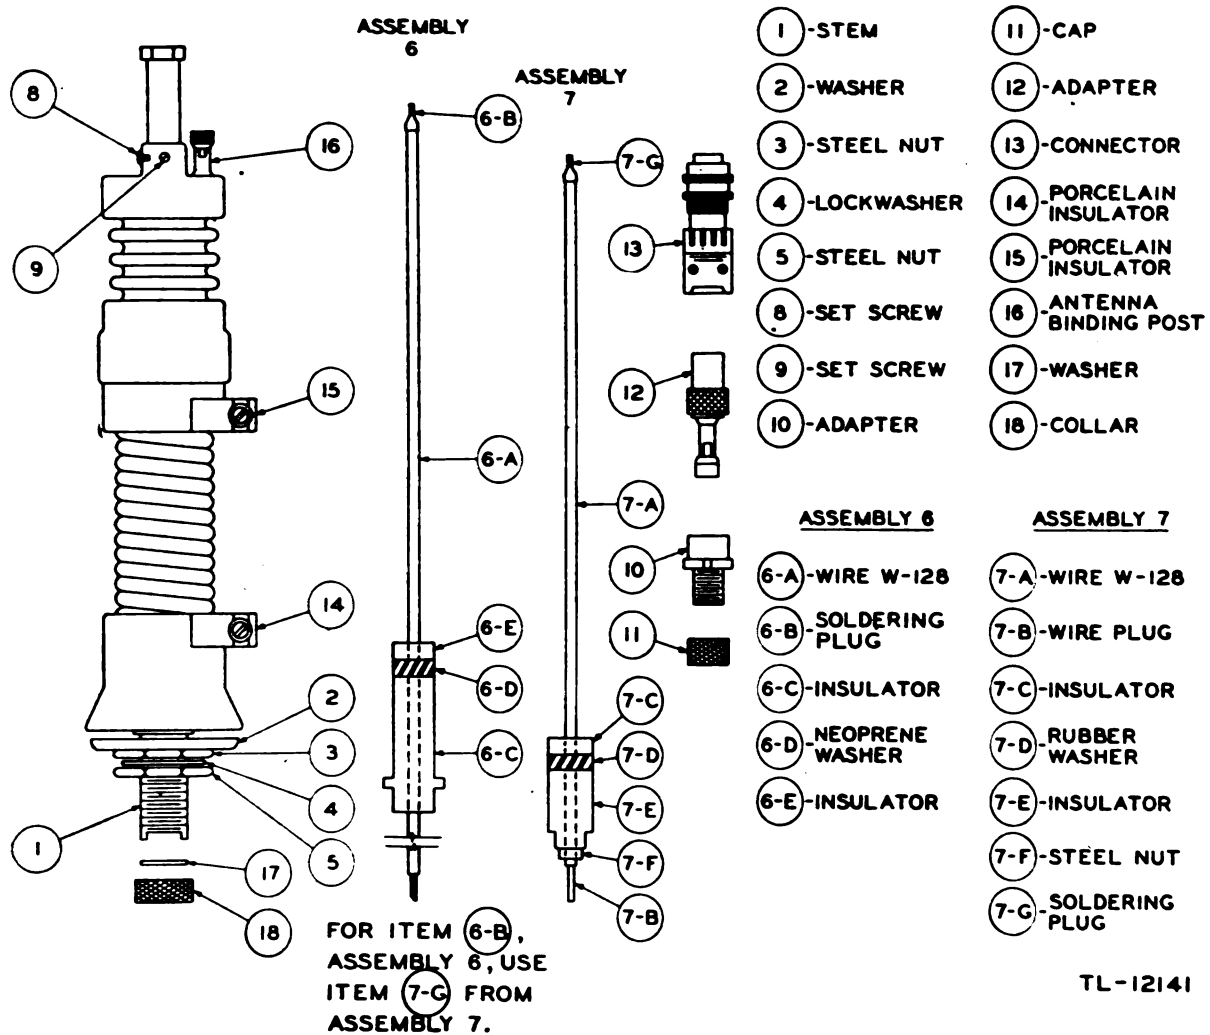 ASSEMBLY
6
ASSEMBLY
7
8
16
9
15
14
2
3
4
5
1
17
18
6-B
6-A
6-E
6-D
6-C
7-G
7-A
7-C
7-D
7-E
7-F
7-B
13
12
10
11
FOR ITEM 6-B,
ASSEMBLY 6, USE
ITEM 7-G FROM
ASSEMBLY 7.
1-STEM
2-WASHER
3-STEEL NUT
4-LOCKWASHER
5-STEEL NUT
8-SET SCREW
9-SET SCREW
10-ADAPTER
11-CAP
12-ADAPTER
13-CONNECTOR
14-PORCELAIN
INSULATOR
15-PORCELAIN
INSULATOR
16-ANTENNA
BINDING POST
17-WASHER
18-COLLAR
ASSEMBLY 6
6-A-WIRE W-128
6-B-SOLDERING
PLUG
6-C-INSULATOR
6-D-NEOPRENE
WASHER
6-E-INSULATOR
ASSEMBLY 7
7-A-WIRE W-128
7-B-WIRE PLUG
7-C-INSULATOR
7-D-RUBBER
WASHER
7-E-INSULATOR
7-F-STEEL NUT
7-G-SOLDERING
PLUG
TL-12141